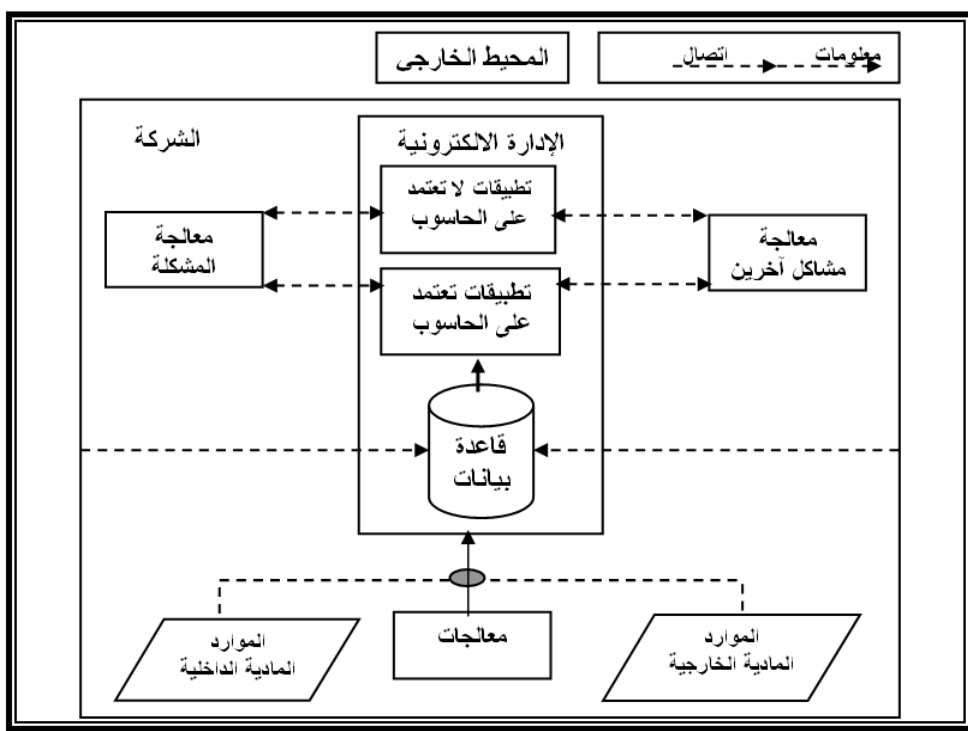 معلومات اتصال
المحيط الخارجى
الشركة
الإدارة الالكترونية
تطبيقات لا تعتمد
على الحاسوب
معالجة
مشاكل آخرين
معالجة
المشكلة
تطبيقات تعتمد
على الحاسوب
قاعدة
بيانات
الموارد
المادية الخارجية
معالجات
الموارد
المادية الداخلية